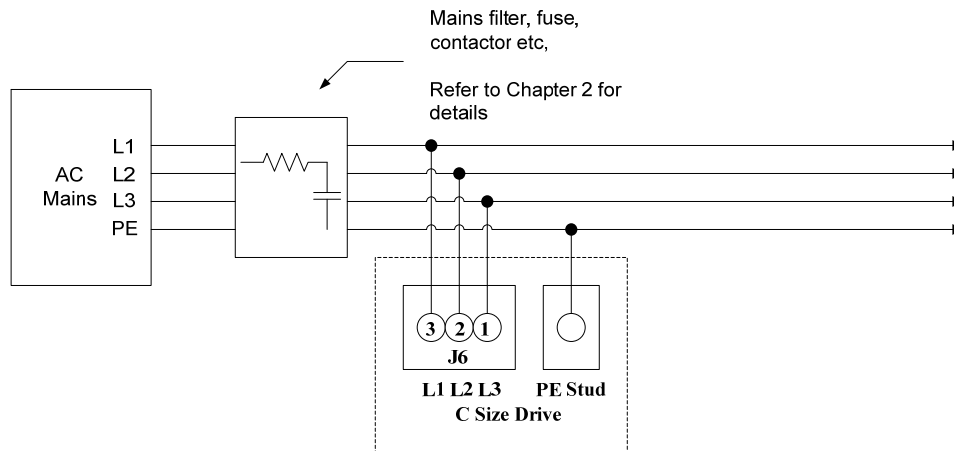 Mains filter, fuse,
contactor etc,
Refer to Chapter 2 for
details
AC
Mains
L1
L2
L3
PE
3 2 1
J6
L1 L2 L3
PE Stud
C Size Drive